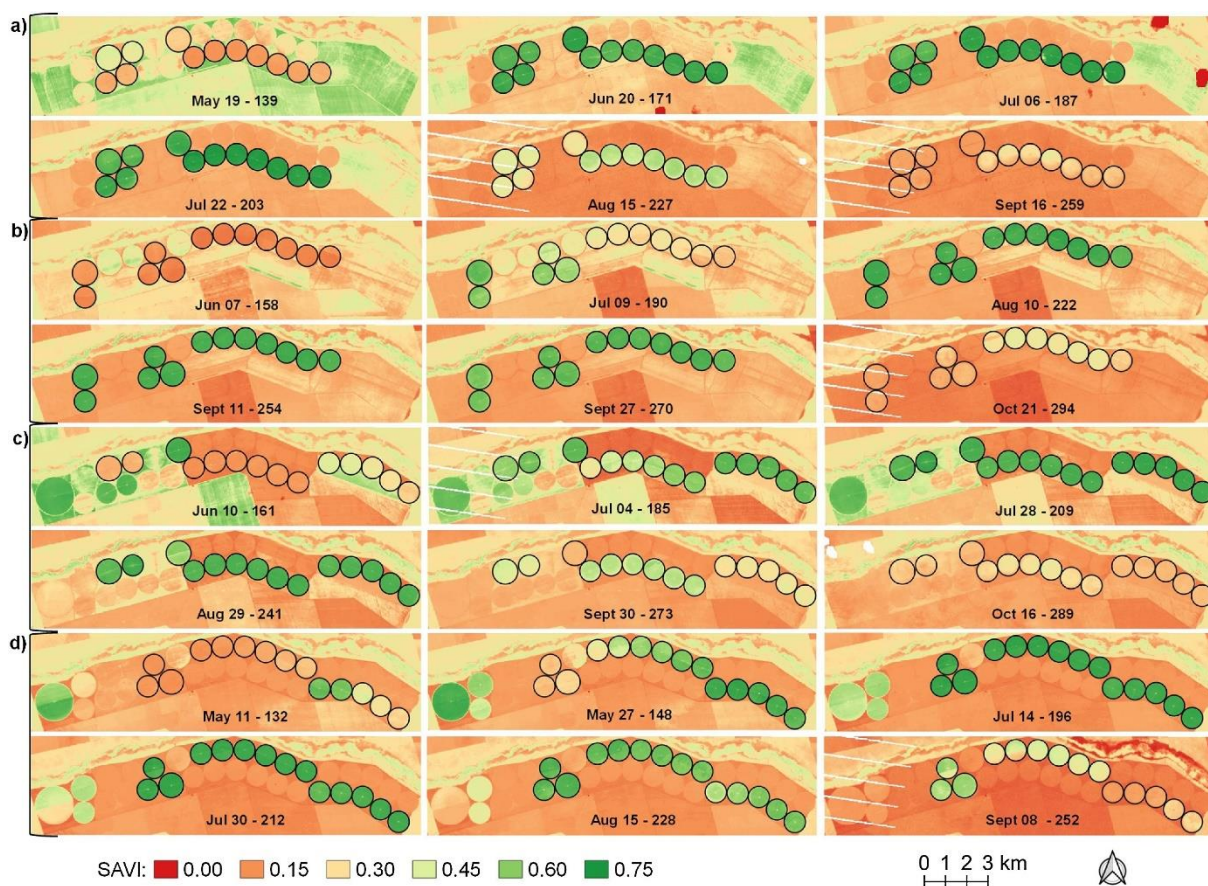 a)
May 19 - 139
Jun 20 - 171
Jul 06 - 187
Jul 22 - 203
Aug 15 - 227
Sept 16 - 259
b)
Jun 07 - 158
Jul 09 - 190
Aug 10 - 222
Sept 11 - 254
Sept 27 - 270
Oct 21 - 294
c)
Jun 10 - 161
Jul 04 - 185
Jul 28 - 209
Aug 29 - 241
Sept 30 - 273
Oct 16 - 289
d)
May 11 - 132
May 27 - 148
Jul 14 - 196
Jul 30 - 212
Aug 15 - 228
Sept 08 - 252
SAVI: 0.00 0.15 0.30 0.45 0.60 0.75
0 1 2 3 km